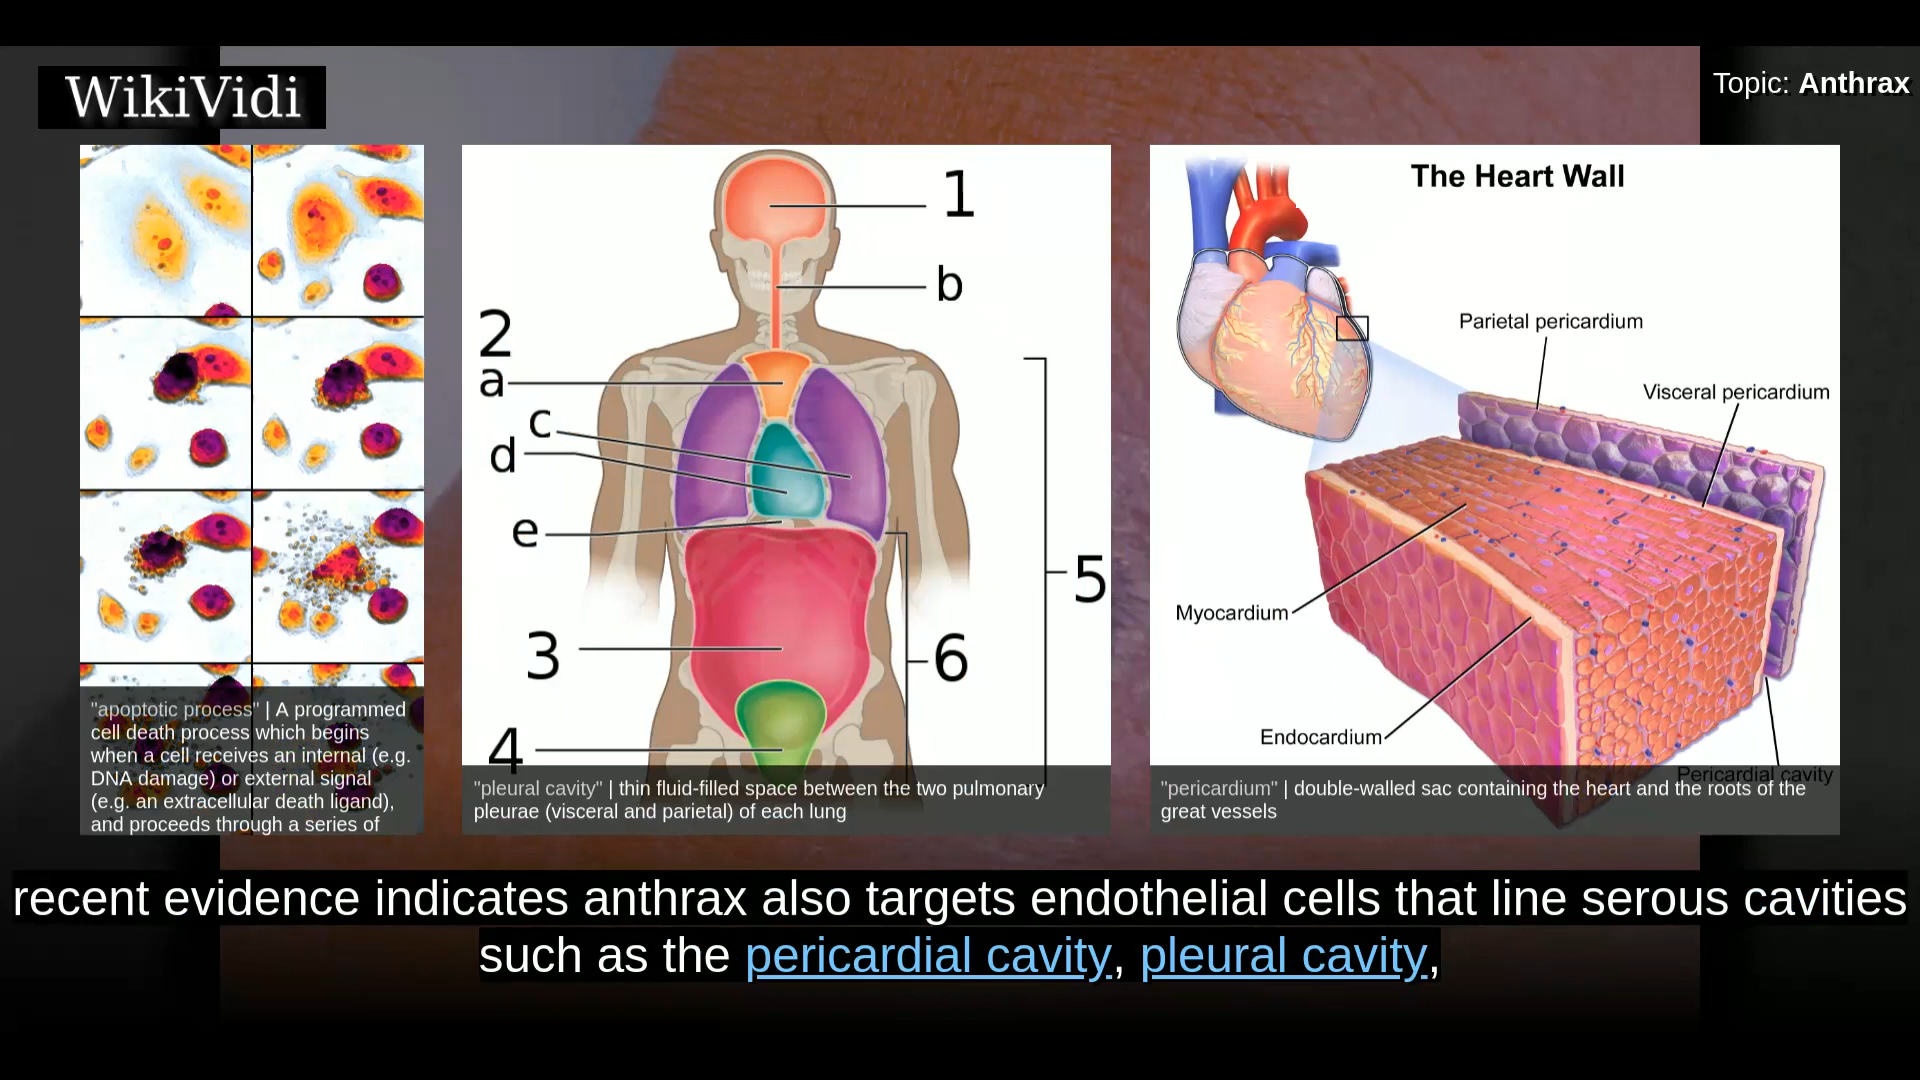 WikiVidi
Topic: Anthrax
1
b
2
a
c
d
e
5
3
6
4
The Heart Wall
Parietal pericardium
Visceral pericardium
Myocardium
Endocardium
Pericardial cavity
"apoptotic process" | A programmed
cell death process which begins
when a cell receives an internal (e.g.
DNA damage) or external signal
(e.g. an extracellular death ligand),
and proceeds through a series of
"pleural cavity" | thin fluid-filled space between the two pulmonary
pleurae (visceral and parietal) of each lung
"pericardium" | double-walled sac containing the heart and the roots of the
great vessels
recent evidence indicates anthrax also targets endothelial cells that line serous cavities
such as the pericardial cavity, pleural cavity,